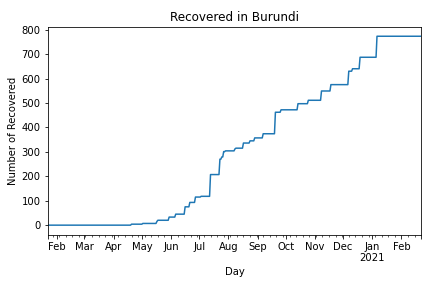 Recovered in Burundi
Number of Recovered
800
700
600
500
400
300
200
100
0
Feb Mar Apr May Jun Jul Aug Sep Oct Nov Dec Jan Feb
2021
Day